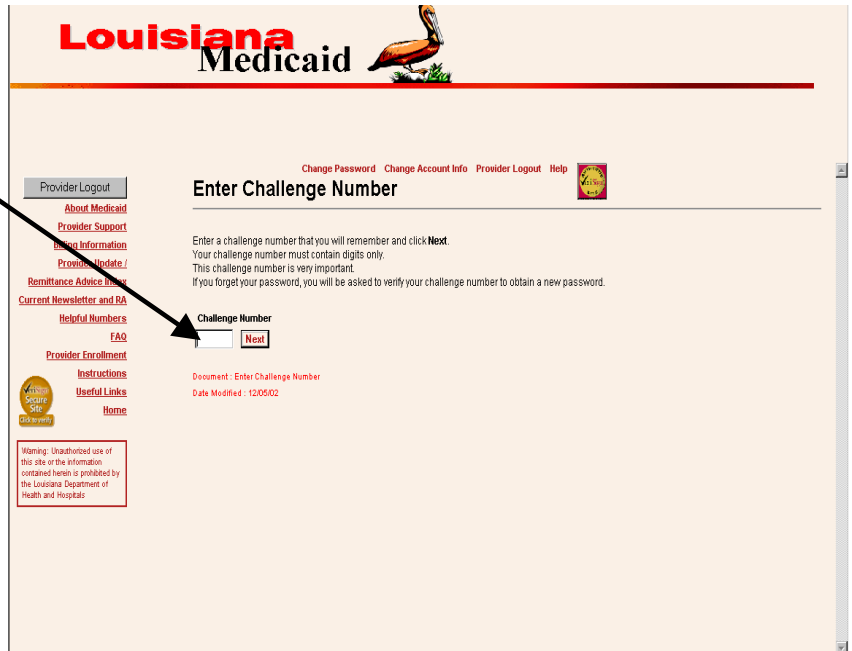 Louisiana
Medicaid
Change Password Change Account Info Provider Logout Help
Enter Challenge Number
Provider Logout
About Medicaid
Provider Support
Billing Information
Provider Update /
Remittance Advice Index
Current Newsletter and RA
Helpful Numbers
FAQ
Provider Enrollment
Instructions
Useful Links
Home
Secure
Site
Click to verify
Warning: Unauthorized use of
this site or the information
contained herein is prohibited by
the Louisiana Department of
Health and Hospitals
Enter a challenge number that you will remember and click Next.
Your challenge number must contain digits only.
This challenge number is very important.
If you forget your password, you will be asked to verify your challenge number to obtain a new password.
Challenge Number
Next
Document : Enter Challenge Number
Date Modified : 12/05/02